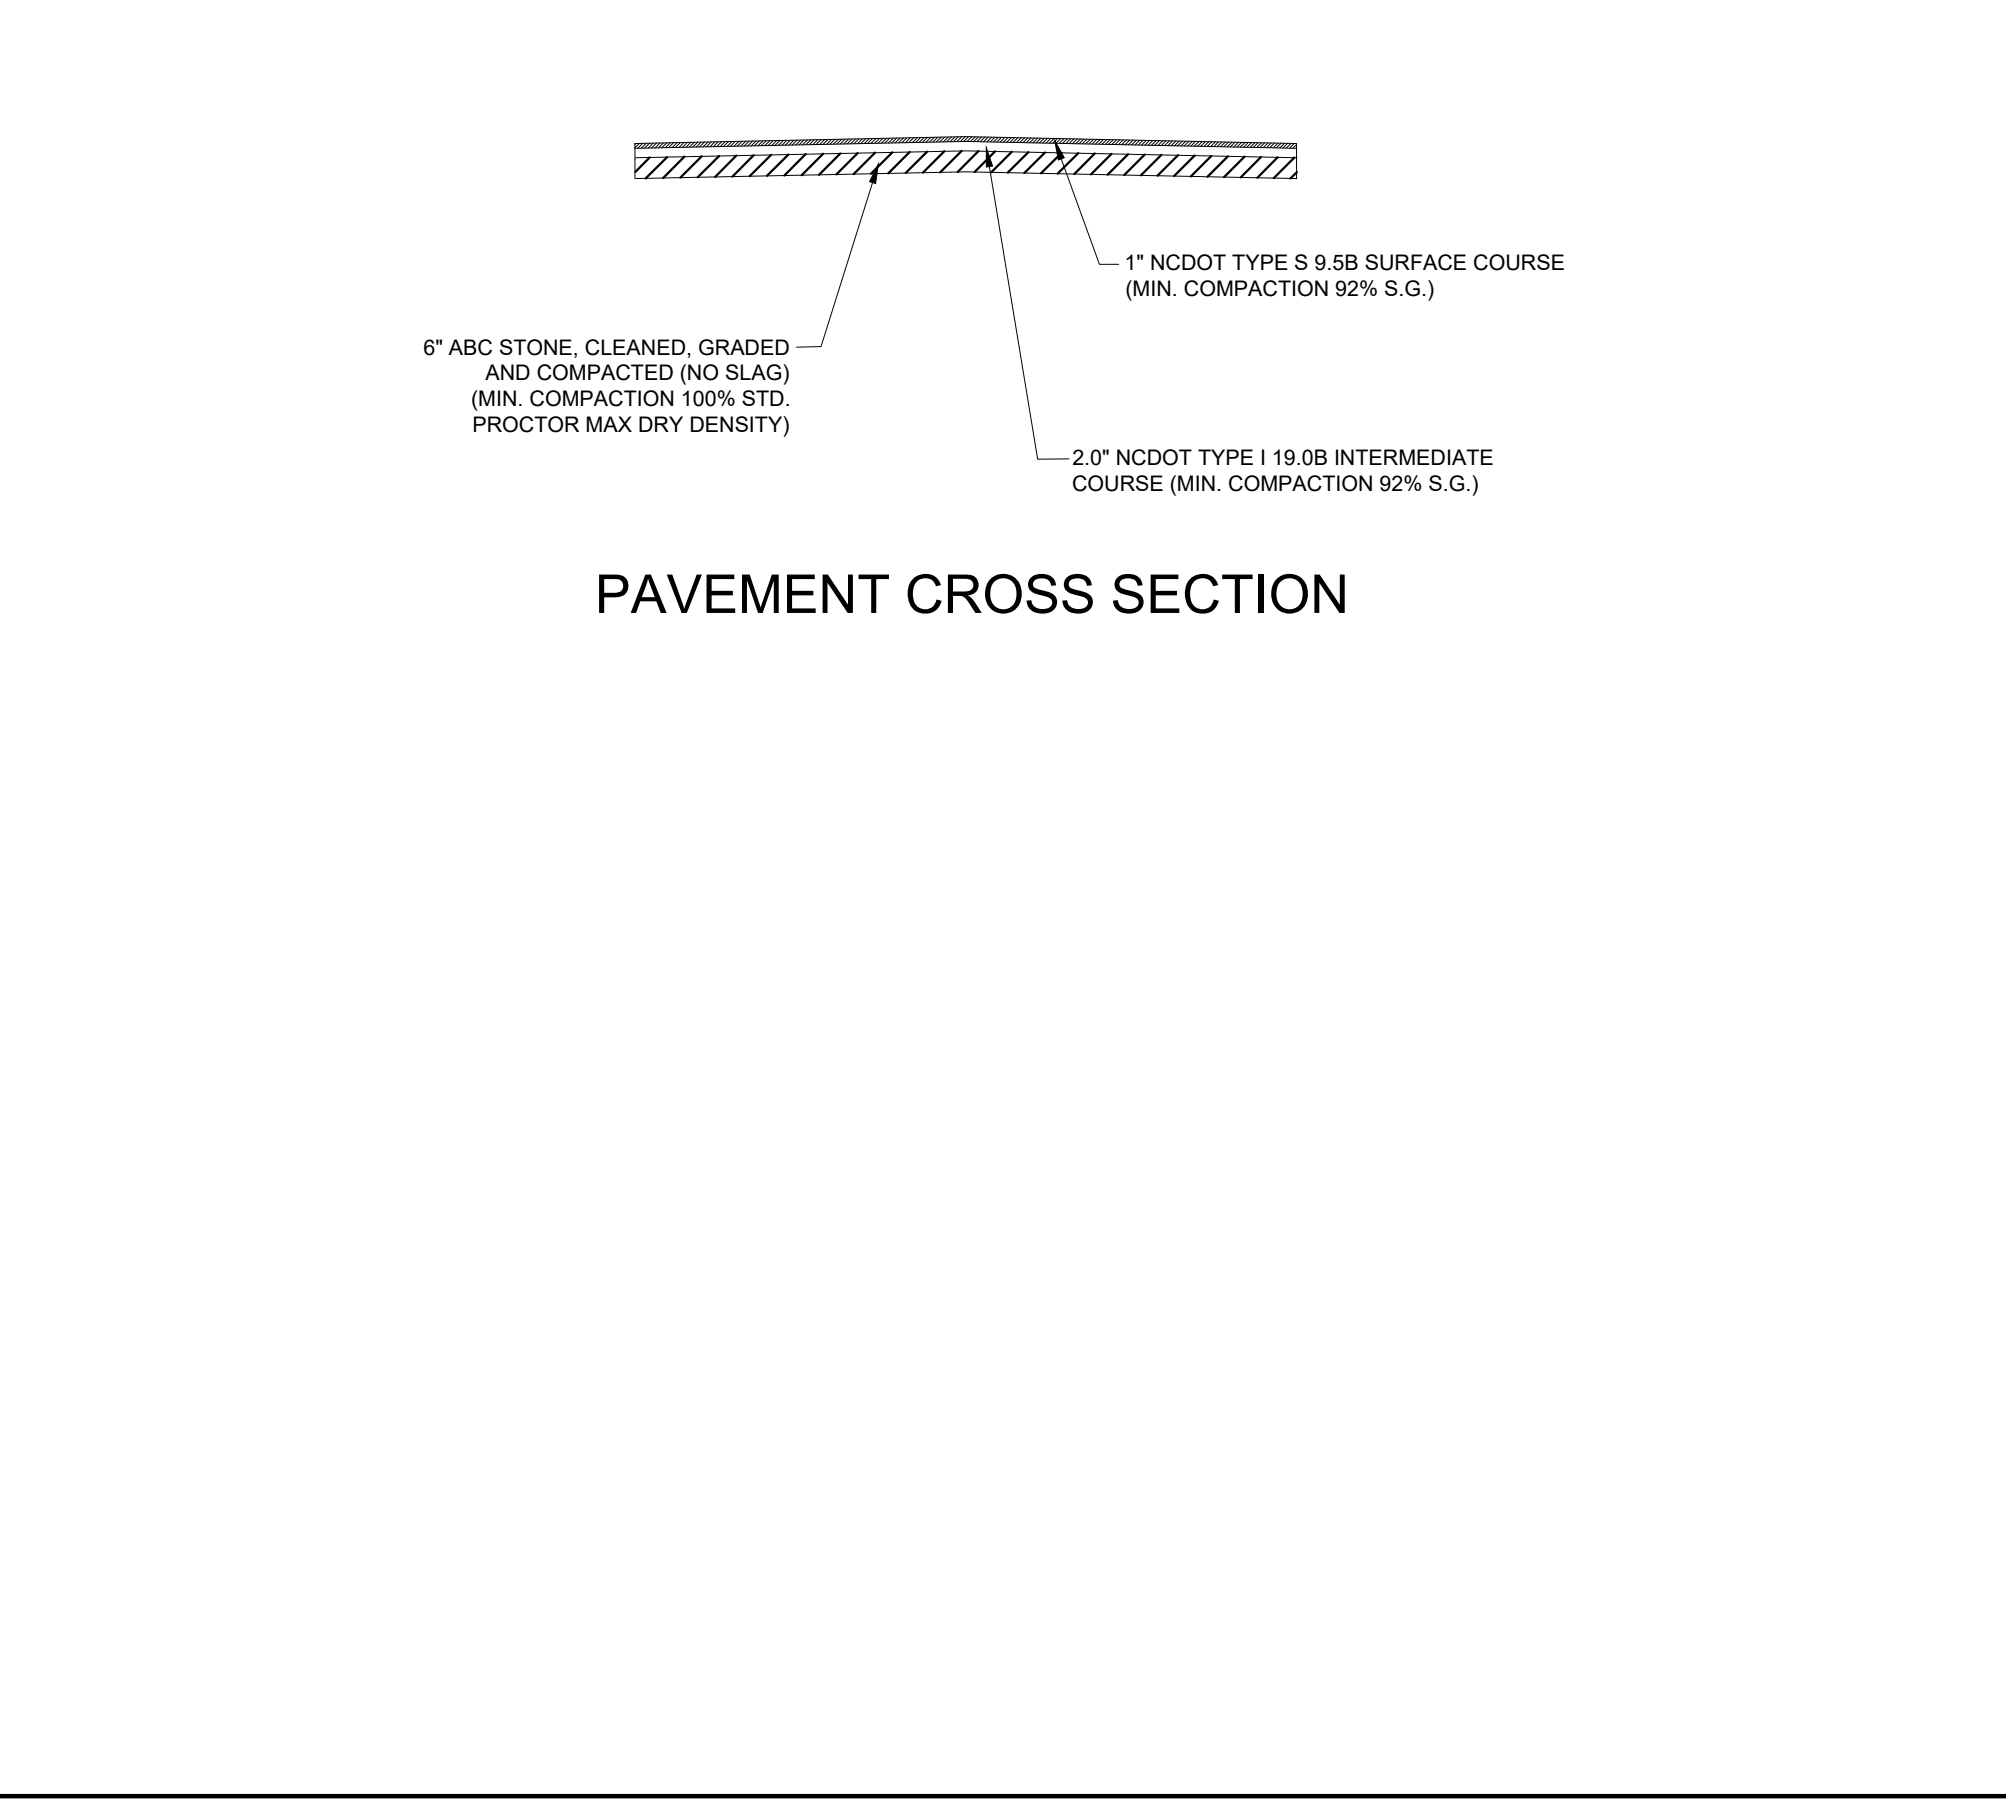 1" NCDOT TYPE S 9.5B SURFACE COURSE
(MIN. COMPACTION 92% S.G.)
6" ABC STONE, CLEANED, GRADED
AND COMPACTED (NO SLAG)
(MIN. COMPACTION 100% STD.
PROCTOR MAX DRY DENSITY)
2.0" NCDOT TYPE I 19.0B INTERMEDIATE
COURSE (MIN. COMPACTION 92% S.G.)
PAVEMENT CROSS SECTION